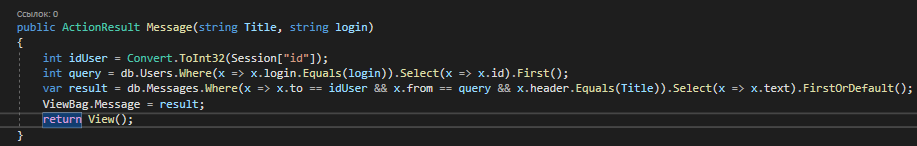 Ссылок: 0
public ActionResult Message(string Title, string login)
{
int idUser = Convert.ToInt32(Session["id"]);
int query = db.Users.Where(x => x.login.Equals(login)).Select(x => x.id).First();
var result = db.Messages.Where(x => x.to == idUser && x.from == query && x.header.Equals(Title)).Select(x => x.text).FirstOrDefault();
ViewBag.Message = result;
return View();
}